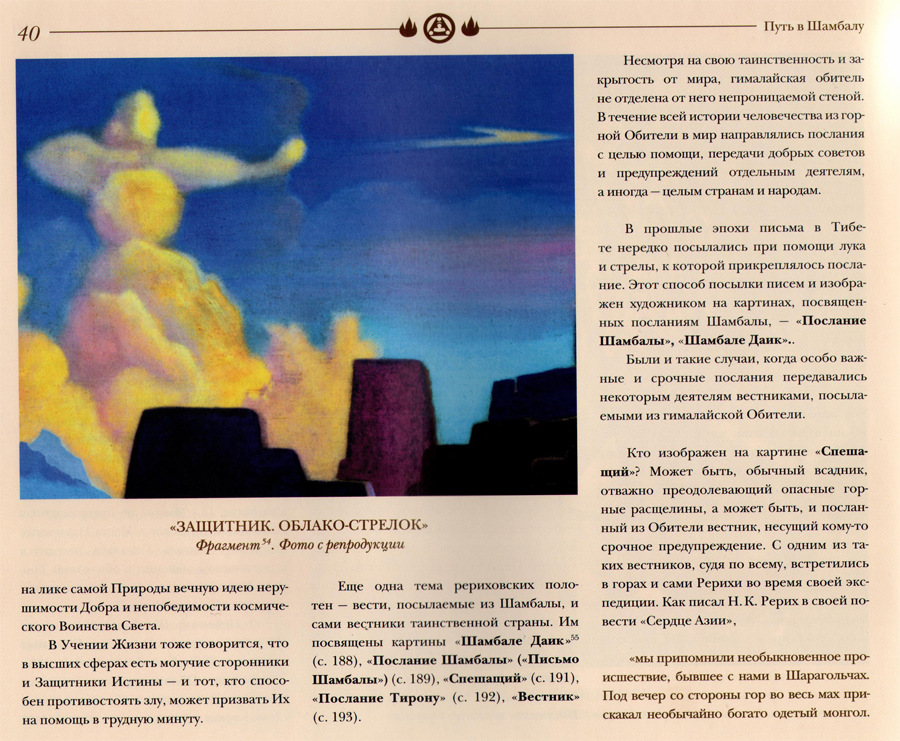 40
Путь в Шамбалу
«ЗАЩИТНИК. ОБЛАКО-СТРЕЛОК»
Фрагмент54. Фото с репродукции
на лике самой Природы вечную идею неру-
шимости Добра и непобедимости космиче-
ского Воинства Света.
В Учении Жизни тоже говорится, что
в высших сферах есть могучие сторонники
и Защитники Истины – и тот, кто спосо-
бен противостоять злу, может призвать Их
на помощь в трудную минуту.
Еще одна тема рериховских поло-
тен – вести, посылаемые из Шамбалы, и
сами вестники таинственной страны. Им
посвящены картины «Шамбале Даик»55
(с. 188), «Послание Шамбалы» («Письмо
Шамбалы») (с. 189), «Спешащий» (с. 191),
«Послание Тирону» (с. 192), «Вестник»
(с. 193).
Несмотря на свою таинственность и за-
крытость от мира, гималайская обитель
не отделена от него непроницаемой стеной.
В течение всей истории человечества из гор-
ной Обители в мир направлялись послания
с целью помощи, передачи добрых советов
и предупреждений отдельным деятелям,
а иногда – целым странам и народам.
В прошлые эпохи письма в Тибе-
те нередко посылались при помощи лука
и стрелы, к которой прикреплялось посла-
ние. Этот способ посылки писем и изобра-
жен художником на картинах, посвящен-
ных посланиям Шамбалы, – «Послание
Шамбалы», «Шамбале Даик»..
Были и такие случаи, когда особо важ-
ные и срочные послания передавались
некоторым деятелям вестниками, посыла-
емыми из гималайской Обители.
Кто изображен на картине «Спеша-
щий»? Может быть, обычный всадник,
отважно преодолевающий опасные гор-
ные расщелины, а может быть, и послан-
ный из Обители вестник, несущий кому-то
срочное предупреждение. С одним из та-
ких вестников, судя по всему, встретились
в горах и сами Рерихи во время своей экс-
педиции. Как писал Н. К. Рерих в своей по-
вести «Сердце Азии»,
«мы припомнили необыкновенное про-
исшествие, бывшее с нами в Шарагольчах.
Под вечер со стороны гор во весь мах при-
скакал необычайно богато одетый монгол.